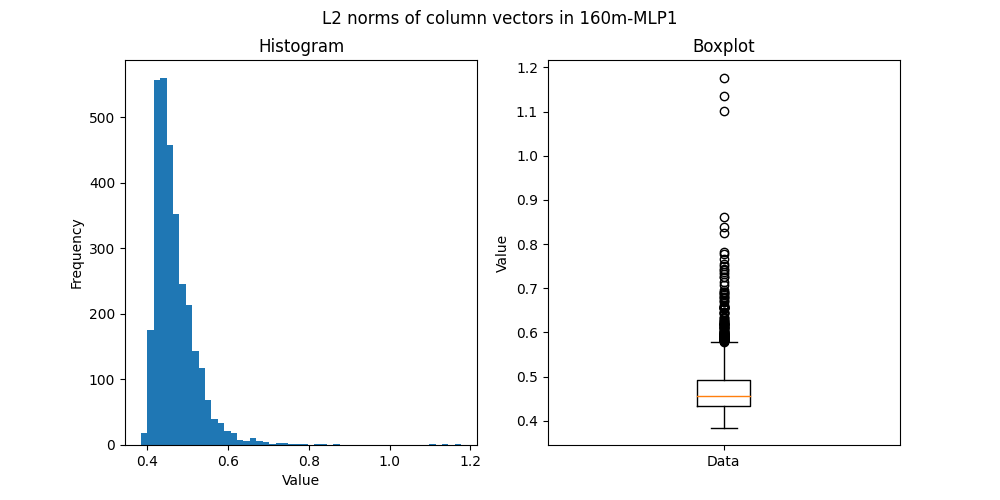 L2 norms of column vectors in 160m-MLP1
Histogram
Frequency
500
400
300
200
100
0
0.4 0.6 0.8 1.0 1.2
Value
Boxplot
Value
1.2
1.1
1.0
0.9
0.8
0.7
0.6
0.5
0.4
Data